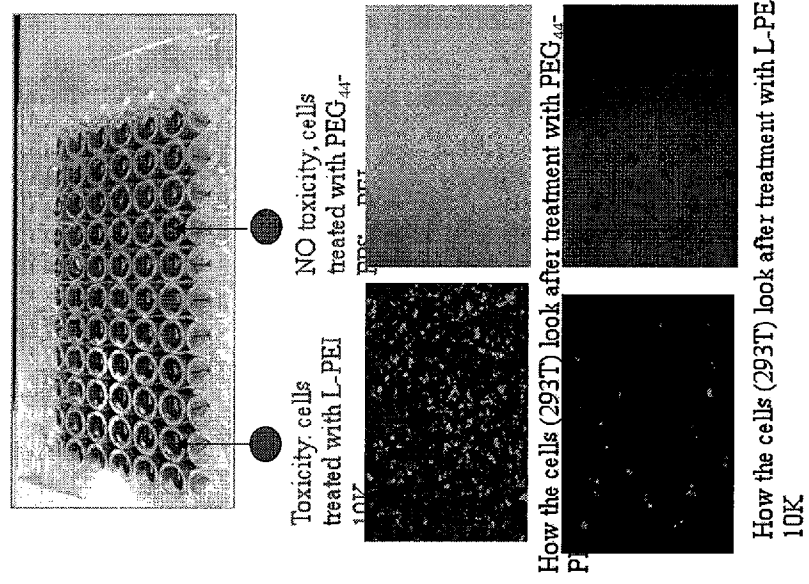 Toxicity. cells
treated with L-PEI
10K
NO toxicity, cells
treated with PEG₄₄-
How the cells (293T) look after treatment with PEG₄₄-
How the cells (293T) look after treatment with L-PE
10K